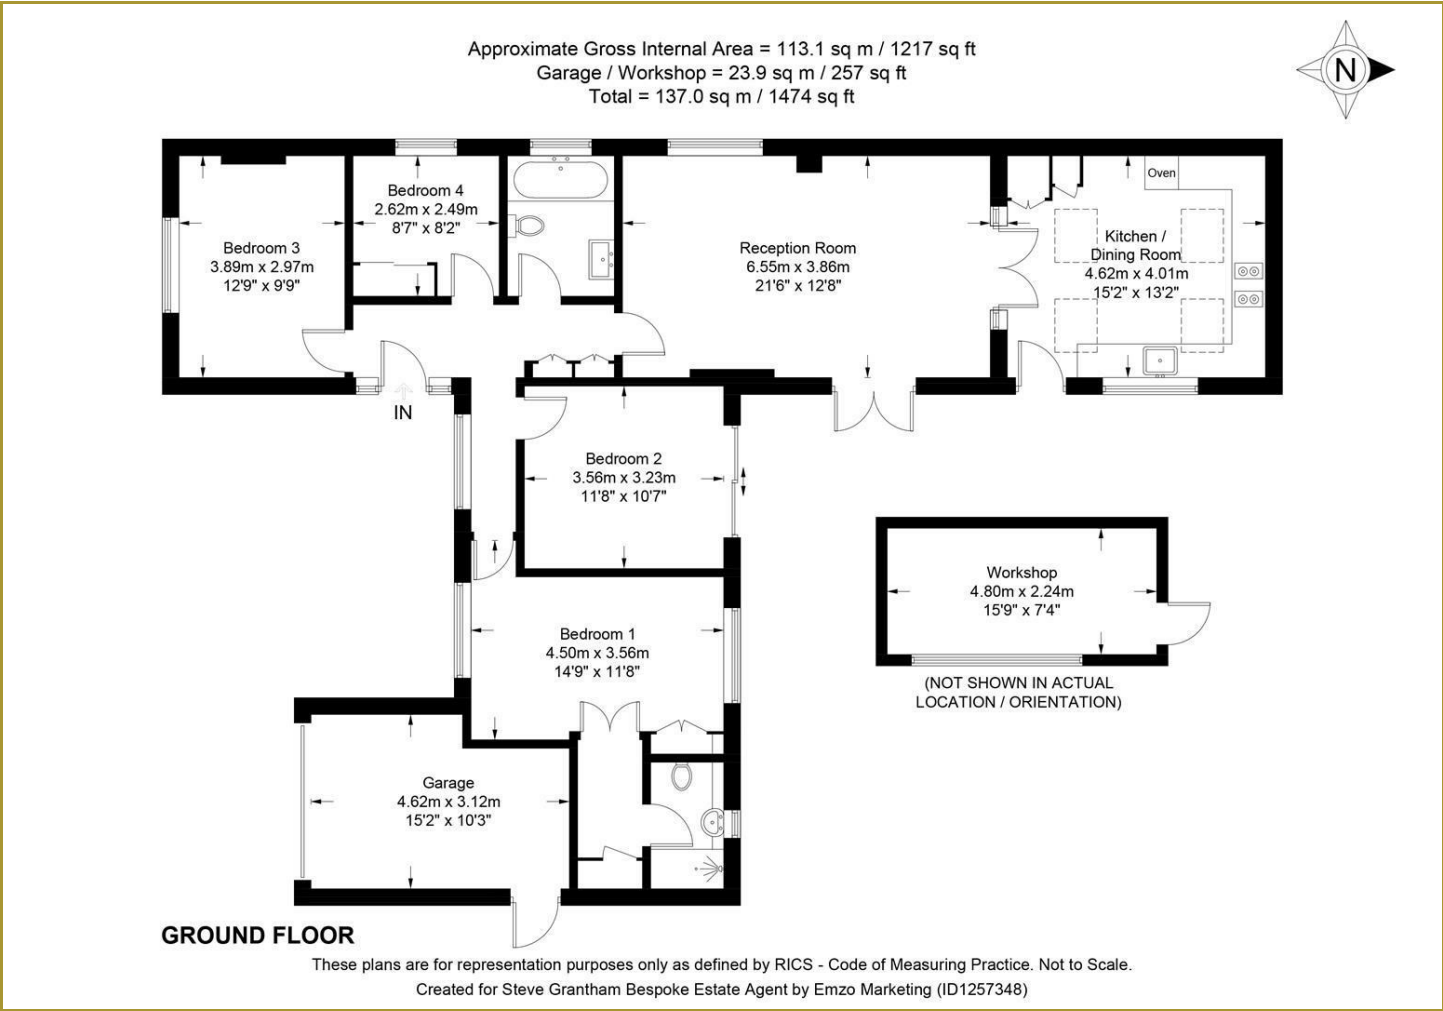 Approximate Gross Internal Area = 113.1 sq m / 1217 sq ft
Garage / Workshop = 23.9 sq m / 257 sq ft
Total = 137.0 sq m / 1474 sq ft
N
Bedroom 3
3.89m x 2.97m
12'9" x 9'9"
Bedroom 4
2.62m x 2.49m
8'7" x 8'2"
Reception Room
6.55m x 3.86m
21'6" x 12'8"
Oven
Kitchen /
Dining Room
4.62m x 4.01m
15'2" x 13'2"
IN
Bedroom 2
3.56m x 3.23m
11'8" x 10'7"
Workshop
4.80m x 2.24m
15'9" x 7'4"
(NOT SHOWN IN ACTUAL
LOCATION / ORIENTATION)
Bedroom 1
4.50m x 3.56m
14'9" x 11'8"
Garage
4.62m x 3.12m
15'2" x 10'3"
GROUND FLOOR
These plans are for representation purposes only as defined by RICS - Code of Measuring Practice. Not to Scale.
Created for Steve Grantham Bespoke Estate Agent by Emzo Marketing (ID1257348)